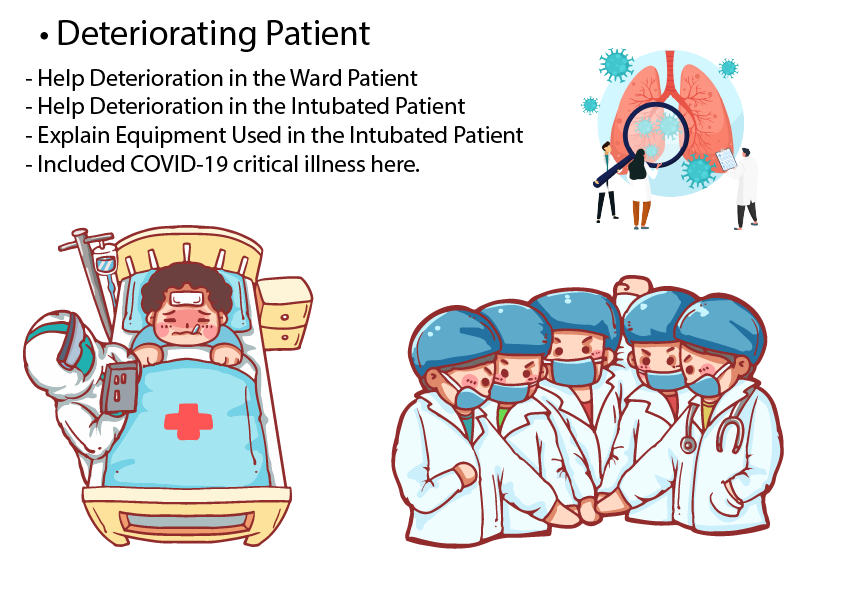 • Deteriorating Patient
- Help Deterioration in the Ward Patient
- Help Deterioration in the Intubated Patient
- Explain Equipment Used in the Intubated Patient
- Included COVID-19 critical illness here.